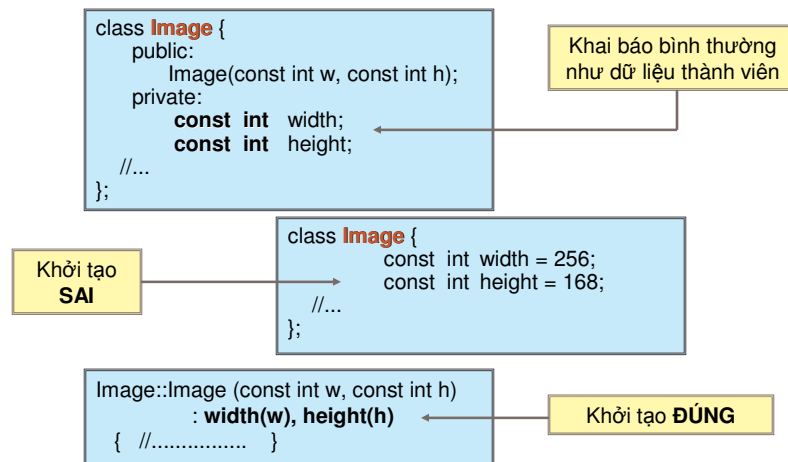 class Image {
public:
Image(const int w, const int h);
private:
const int width;
const int height;
//...
};
Khai báo bình thường
như dữ liệu thành viên
class Image {
const int width = 256;
const int height = 168;
//...
};
Khởi tạo
SAI
Image::Image (const int w, const int h)
: width(w), height(h)
{ //................ }
Khởi tạo ĐÚNG